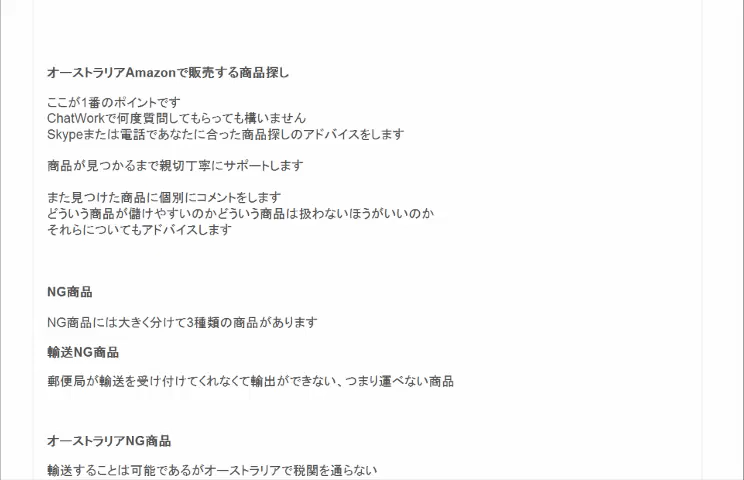 オーストラリアAmazonで販売する商品探し
ここが1番のポイントです
ChatWorkで何度質問してもらっても構いません
Skypeまたは電話であなたに合った商品探しのアドバイスをします
商品が見つかるまで親切丁寧にサポートします
また見つけた商品に個別にコメントをします
どういう商品が儲けやすいのかどういう商品は扱わないほうがいいのか
それらについてもアドバイスします
NG商品
NG商品には大きく分けて3種類の商品があります
輸送NG商品
郵便局が輸送を受け付けてくれなくて輸出ができない、つまり運べない商品
オーストラリアNG商品
輸送することは可能であるがオーストラリアで税関を通らない